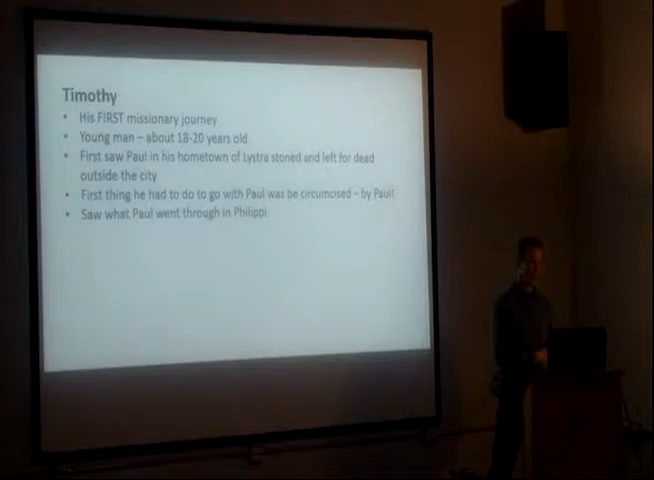 Timothy
• His FIRST missionary journey
• Young man – about 18-20 years old
• First saw Paul in his hometown of Lystra stoned and left for dead
outside the city
• First thing he had to do to go with Paul was be circumcised – by Paul!
• Saw what Paul went through in Philippi